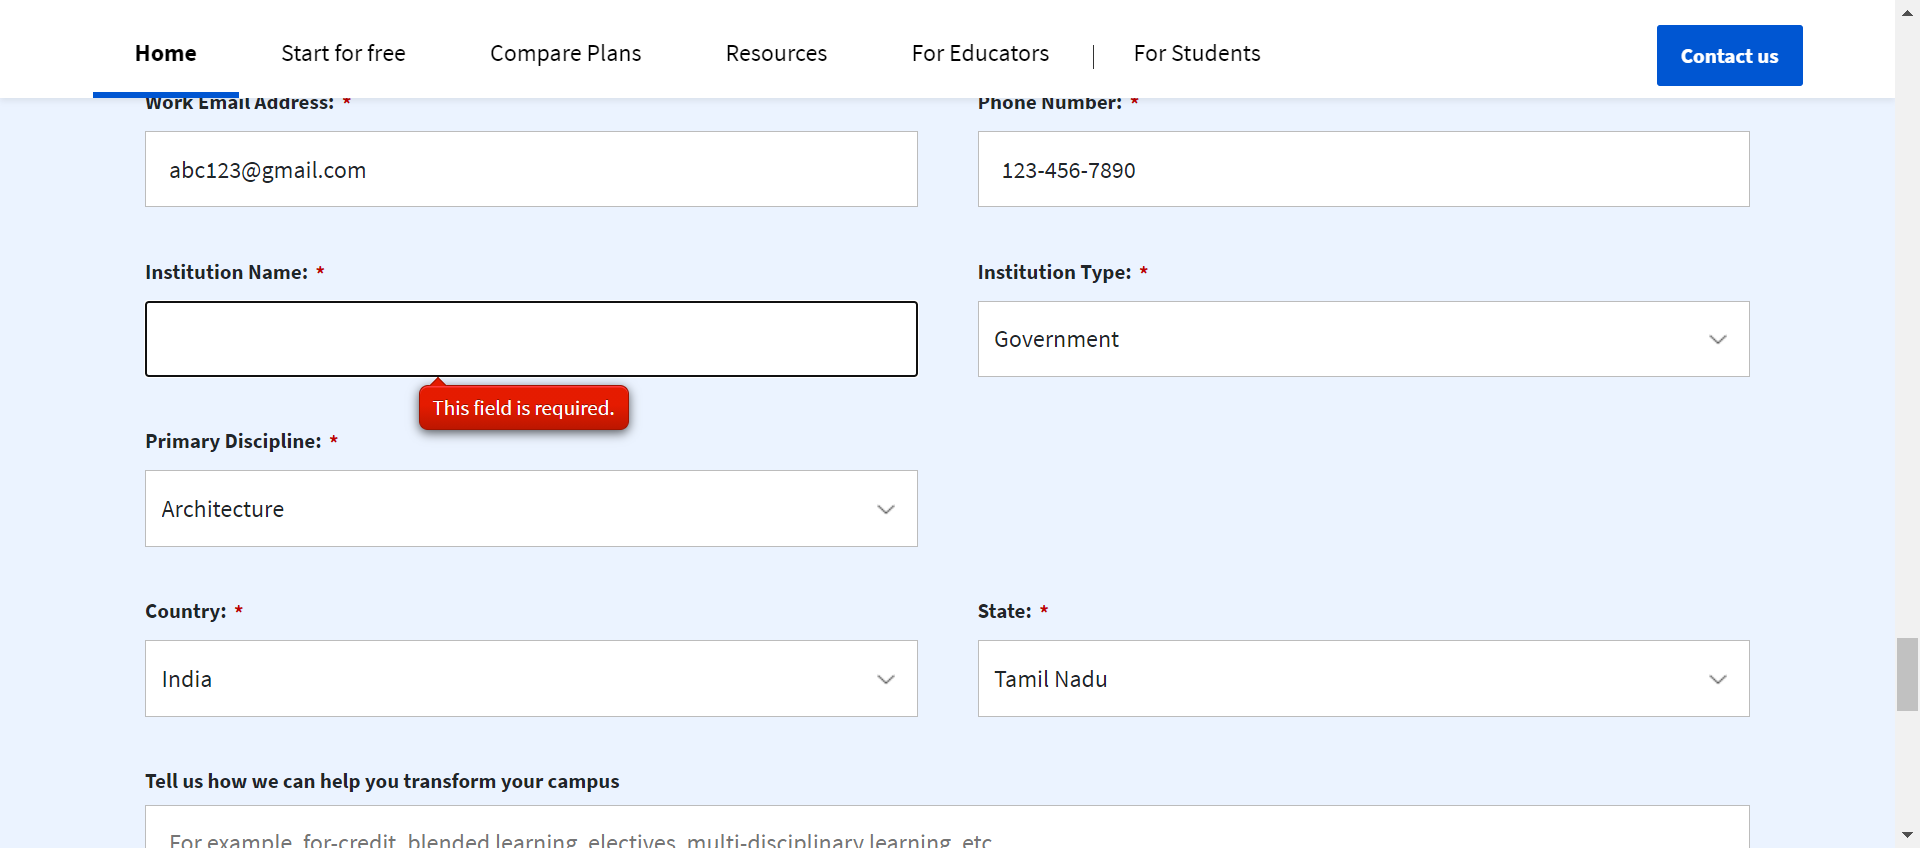 Home
Start for free
Compare Plans
Resources
For Educators
For Students
Contact us
Work Email Address: *
Phone Number: *
abc123@gmail.com
123-456-7890
Institution Name: *
Institution Type: *
Government
This field is required.
Primary Discipline: *
Architecture
Country: *
State: *
India
Tamil Nadu
Tell us how we can help you transform your campus
For example, for-credit, blended learning, electives, multi-disciplinary learning, etc